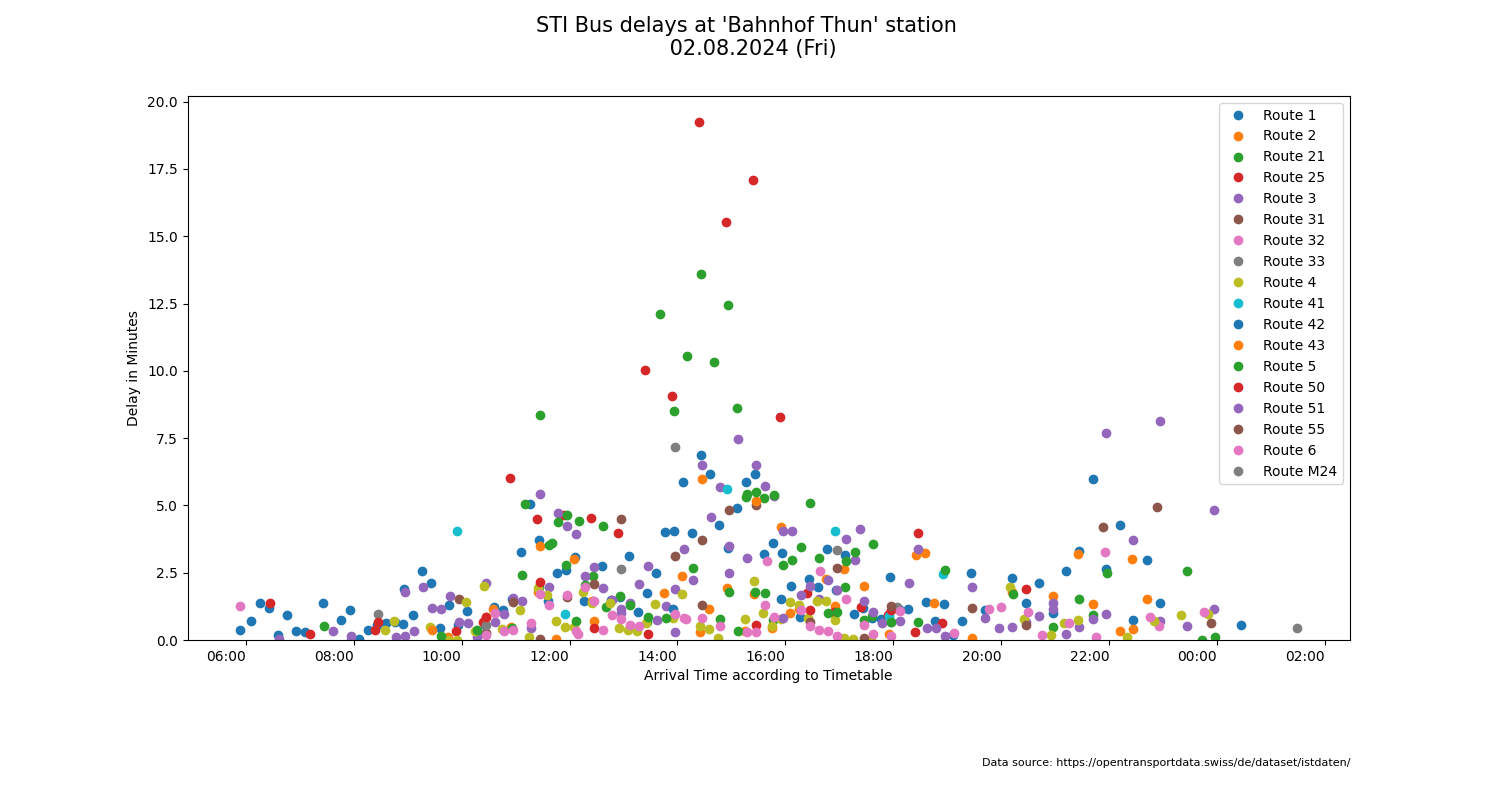 STI Bus delays at 'Bahnhof Thun' station
02.08.2024 (Fri)
20.0
17.5
15.0
12.5
10.0
7.5
5.0
2.5
0.0
Delay in Minutes
Route 1
Route 2
Route 21
Route 25
Route 3
Route 31
Route 32
Route 33
Route 4
Route 41
Route 42
Route 43
Route 5
Route 50
Route 51
Route 55
Route 6
Route M24
06:00 08:00 10:00 12:00 14:00 16:00 18:00 20:00 22:00 00:00 02:00
Arrival Time according to Timetable
Data source: https://opentransportdata.swiss/de/dataset/istdaten/